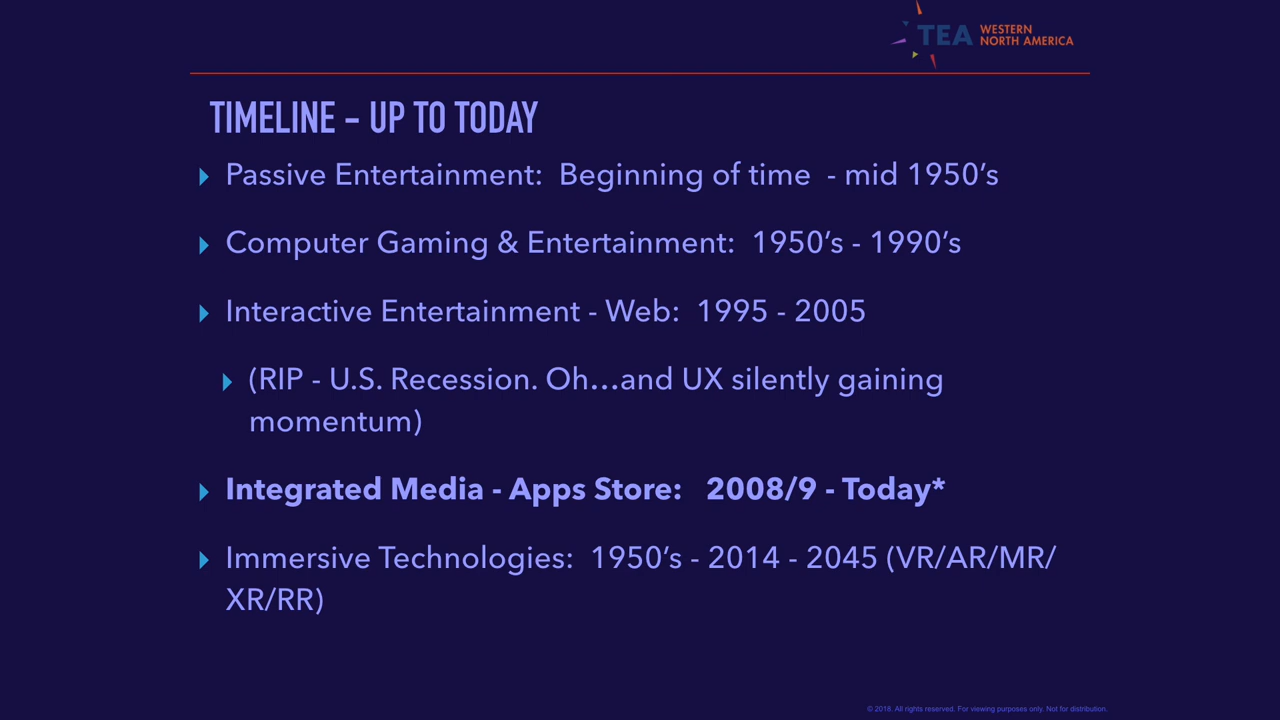 TEA WESTERN
NORTH AMERICA
TIMELINE - UP TO TODAY
Passive Entertainment: Beginning of time - mid 1950’s
Computer Gaming & Entertainment: 1950’s - 1990’s
Interactive Entertainment - Web: 1995 - 2005
(RIP - U.S. Recession. Oh…and UX silently gaining
momentum)
Integrated Media - Apps Store: 2008/9 - Today*
Immersive Technologies: 1950’s - 2014 - 2045 (VR/AR/MR/
XR/RR)
© 2018. All rights reserved. For viewing purposes only. Not for distribution.